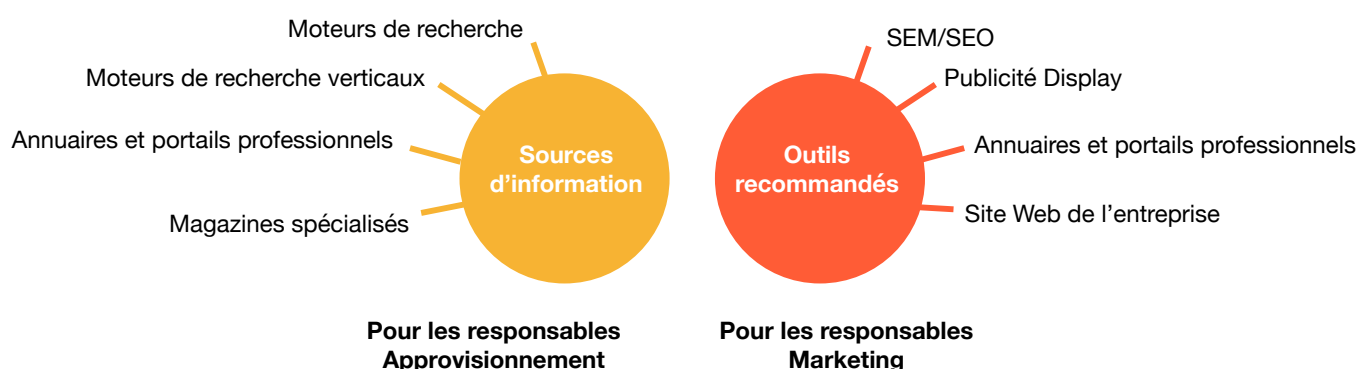 Moteurs de recherche
Moteurs de recherche verticaux
Annuaires et portails professionnels
Magazines spécialisés
Sources
d’information
Pour les responsables
Approvisionnement
SEM/SEO
Publicité Display
Annuaires et portails professionnels
Site Web de l’entreprise
Outils
recommandés
Pour les responsables
Marketing